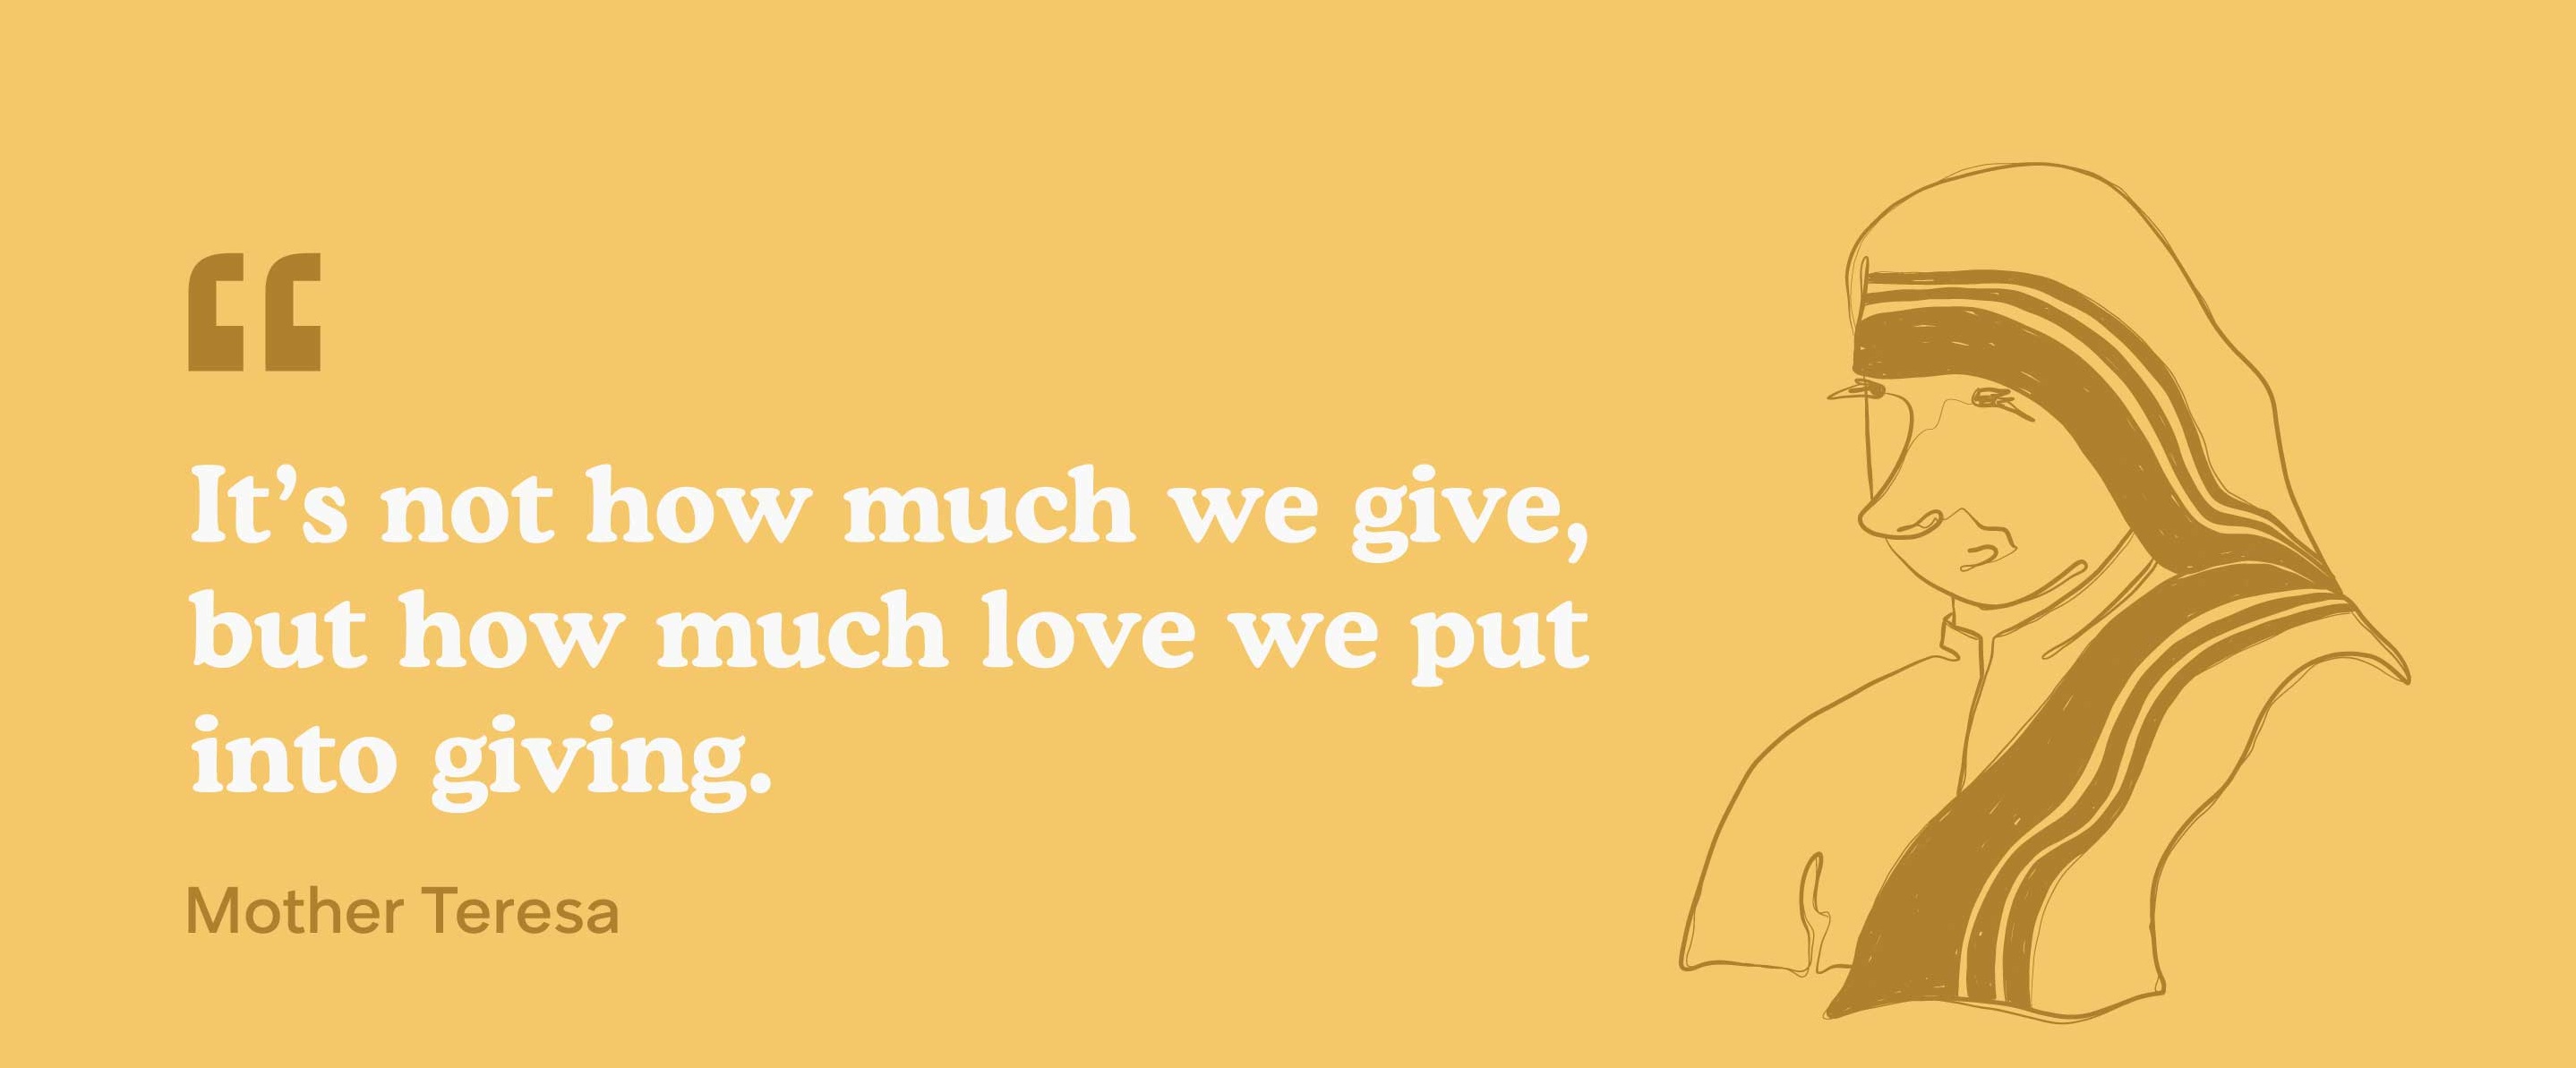 “
It’s not how much we give,
but how much love we put
into giving.
Mother Teresa